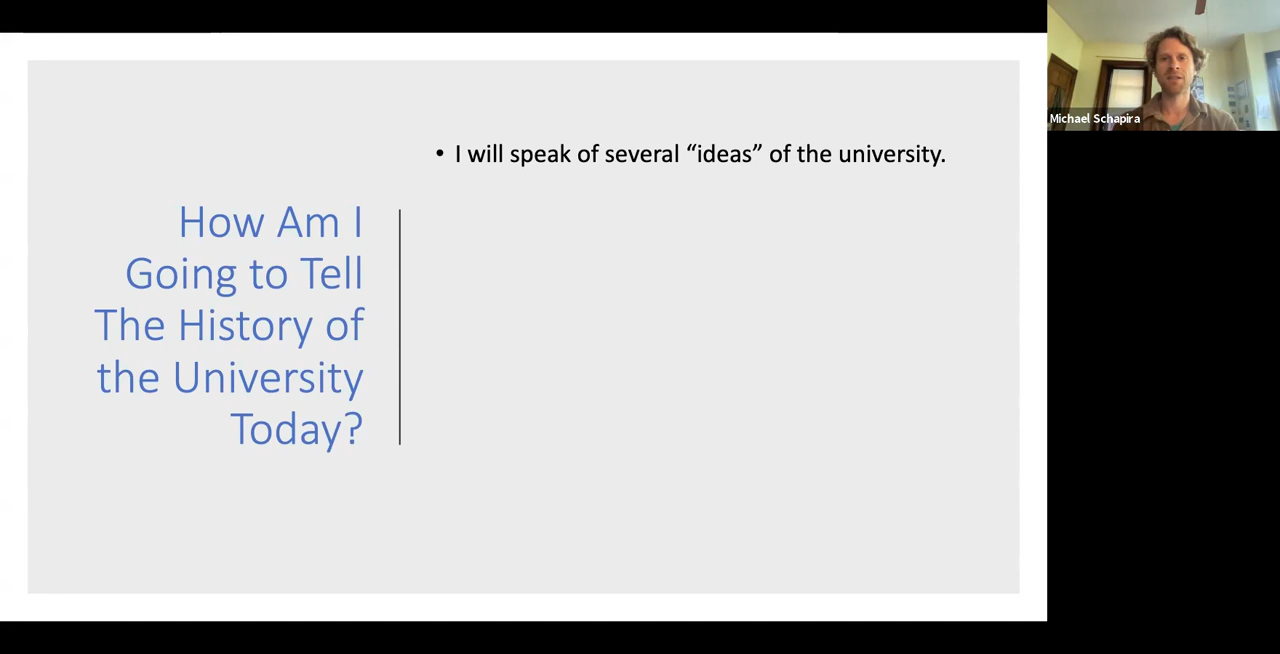 How Am I
Going to Tell
The History of
the University
Today?
• I will speak of several “ideas” of the university.
Michael Schapira